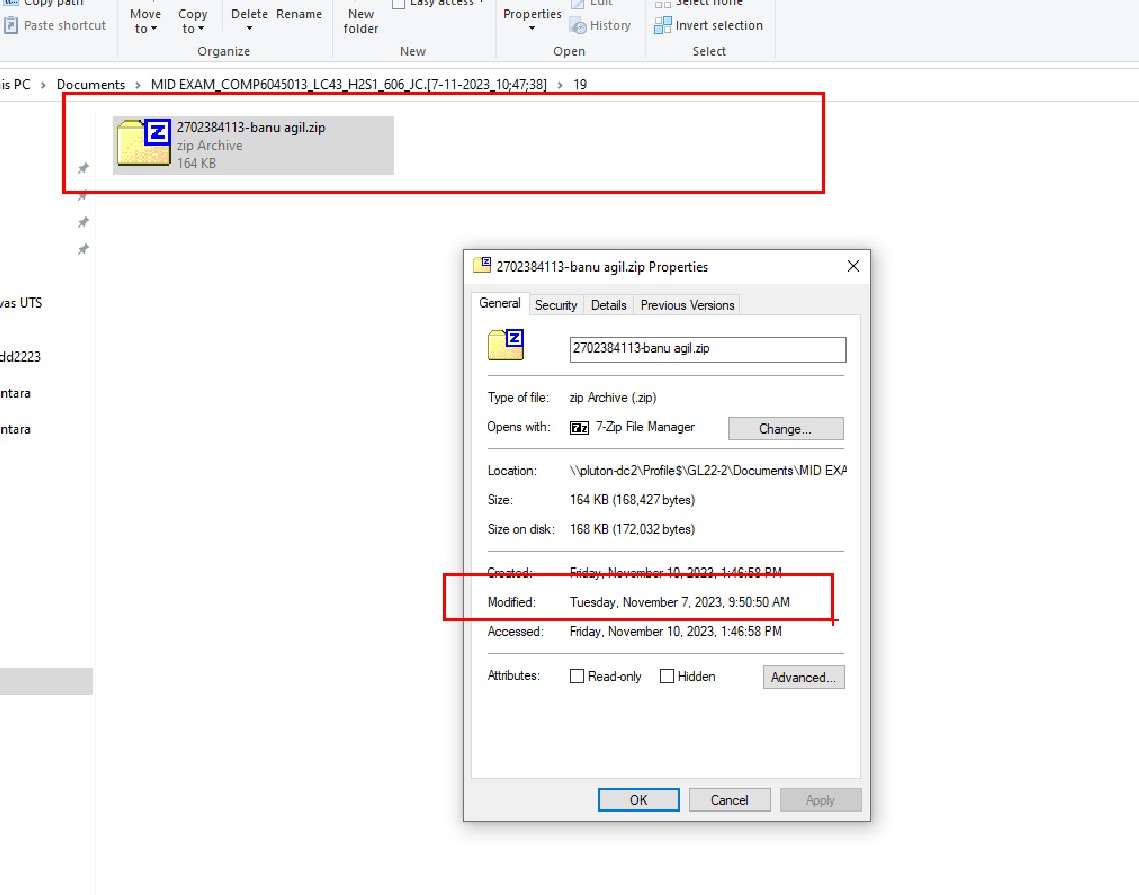 Copy path
Paste shortcut
Move to
Copy to
Delete
Rename
Organize
New folder
Easy access
New
Properties
Edit
History
Open
Select none
Invert selection
Select
is PC > Documents > MID EXAM_COMP6045013_LC43_H2S1_606_JC.[7-11-2023_10;47;38] > 19
2702384113-banu agil.zip
zip Archive
164 KB
vas UTS
dd2223
ntara
ntara
2702384113-banu agil.zip Properties
General
Security
Details
Previous Versions
2702384113-banu agil.zip
Type of file: zip Archive (.zip)
Opens with: 7-Zip File Manager
Change...
Location: \\pluton-dc2\Profile$\GL22-2\Documents\MID EXA
Size: 164 KB (168,427 bytes)
Size on disk: 168 KB (172,032 bytes)
Created: Friday, November 10, 2023, 1:46:58 PM
Modified: Tuesday, November 7, 2023, 9:50:50 AM
Accessed: Friday, November 10, 2023, 1:46:58 PM
Attributes: Read-only Hidden
Advanced...
OK
Cancel
Apply